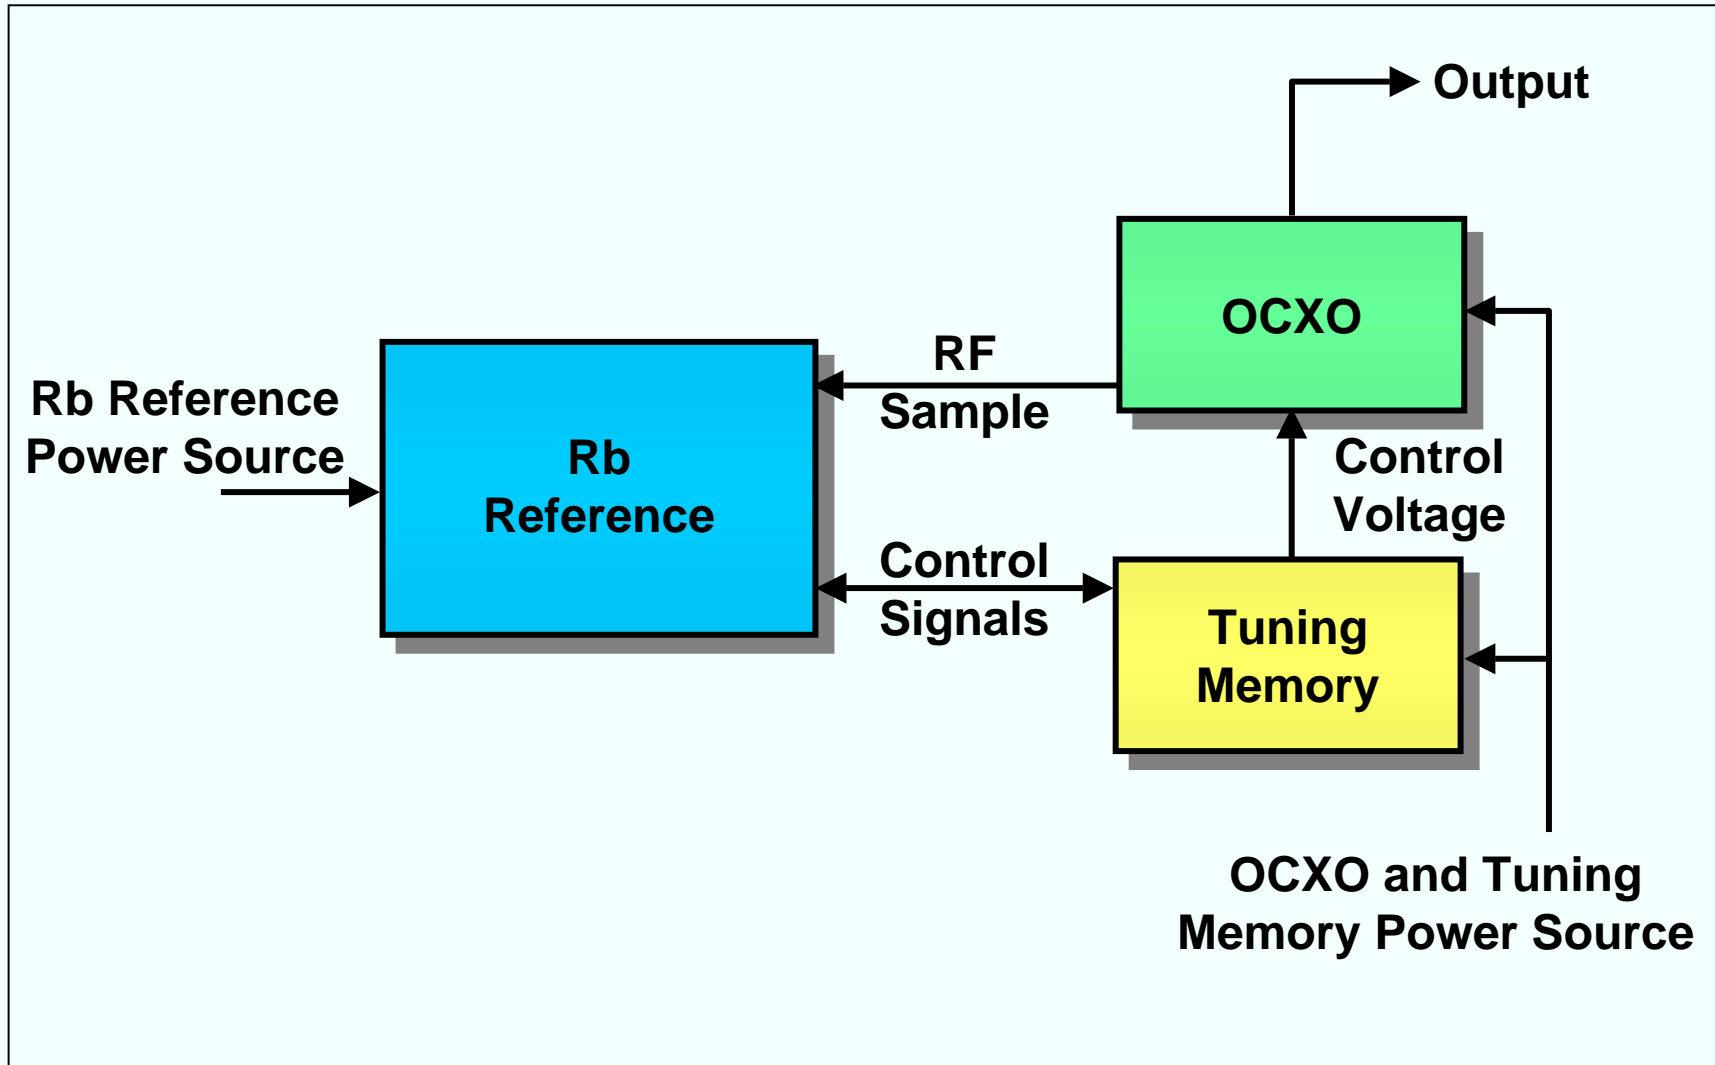 Output
OCXO
RF
Sample
Rb Reference
Power Source
Rb
Reference
Control
Voltage
Control
Signals
Tuning
Memory
OCXO and Tuning
Memory Power Source